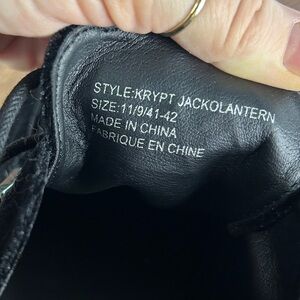 STYLE:KRYPT JACKOLANTERN
SIZE:11/9/41-42
MADE IN CHINA
FABRIQUE EN CHINE